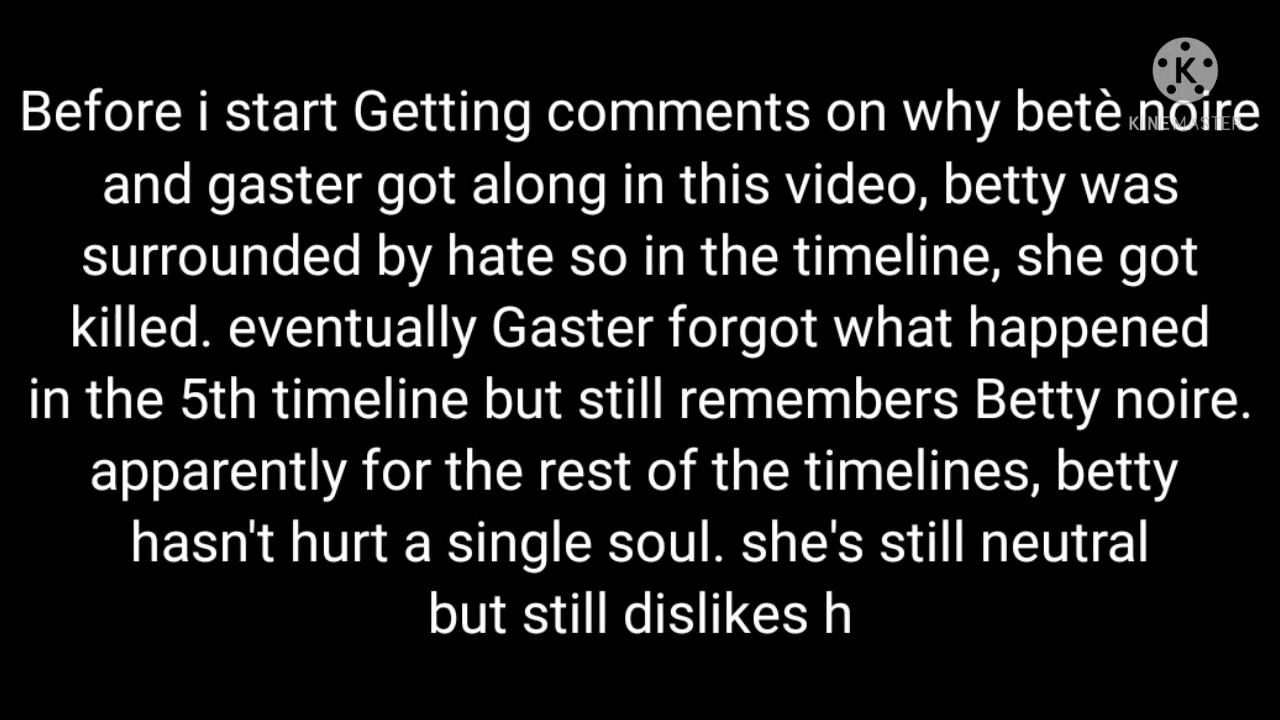 Before i start Getting comments on why betè noire
and gaster got along in this video, betty was
surrounded by hate so in the timeline, she got
killed. eventually Gaster forgot what happened
in the 5th timeline but still remembers Betty noire.
apparently for the rest of the timelines, betty
hasn't hurt a single soul. she's still neutral
but still dislikes h
K
KINEMASTER